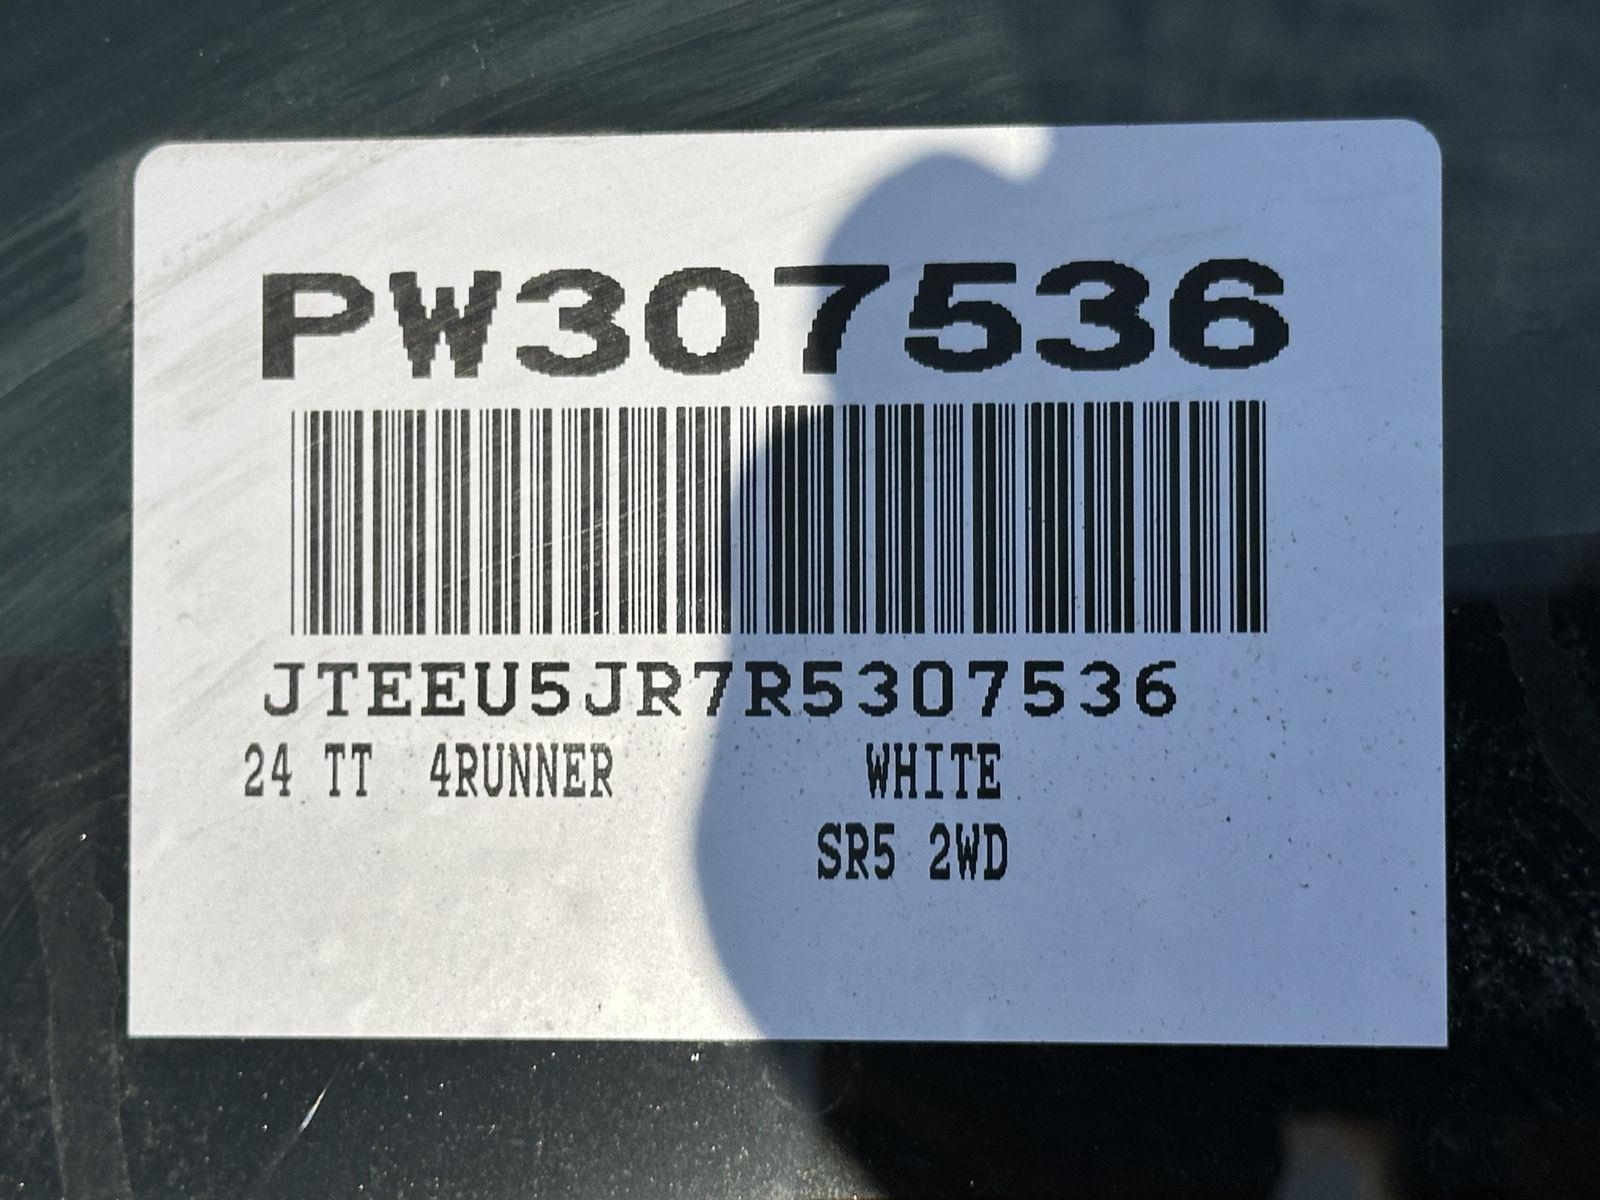 PW307536
JTEEU5JR7R5307536
24 TT 4RUNNER WHITE
SR5 2WD